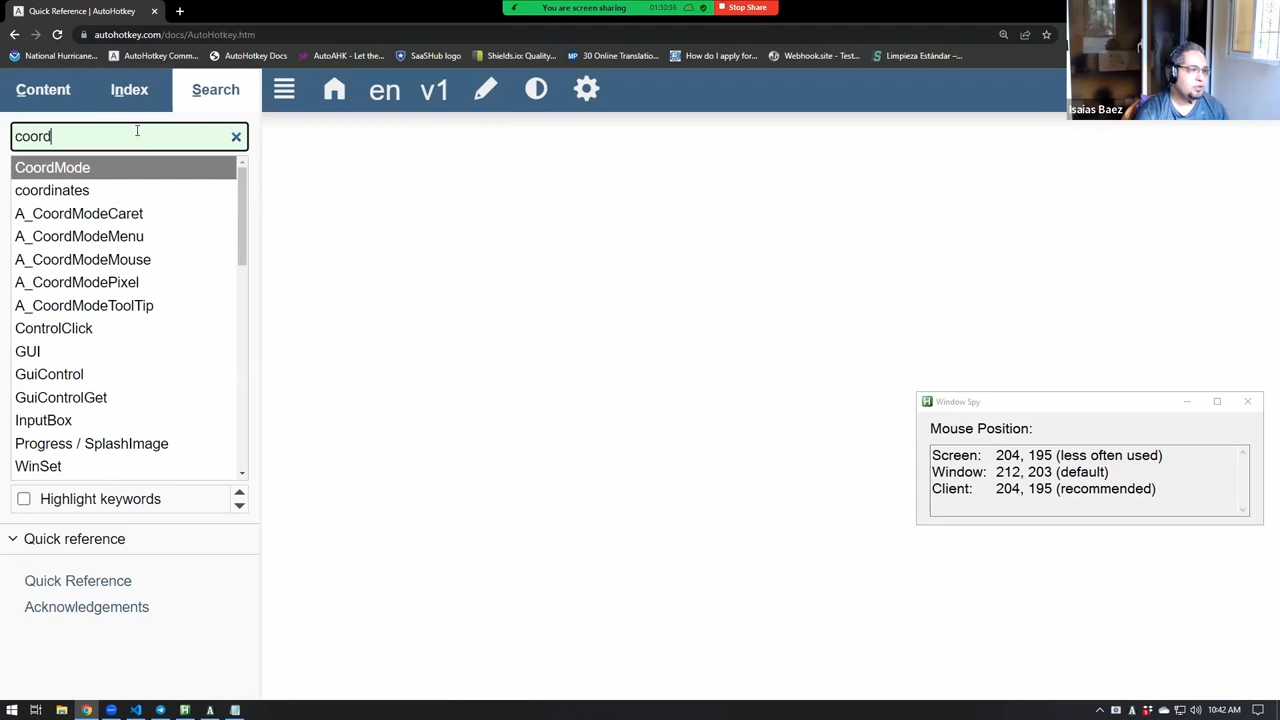 Quick Reference | AutoHotkey
You are screen sharing
01:30:36
Stop Share
autohotkey.com/docs/AutoHotkey.htm
National Hurricane...
AutoHotkey Comm...
AutoHotkey Docs
AutoAHK - Let the...
SaaSHub logo
Shields.io: Quality...
30 Online Translatio...
How do I apply for...
Webhook.site - Test...
Limpieza Estándar -...
Content
Index
Search
en
v1
Isaias Baez
coord
CoordMode
coordinates
A_CoordModeCaret
A_CoordModeMenu
A_CoordModeMouse
A_CoordModePixel
A_CoordModeToolTip
ControlClick
GUI
GuiControl
GuiControlGet
InputBox
Progress / SplashImage
WinSet
Highlight keywords
Quick reference
Quick Reference
Acknowledgements
Window Spy
Mouse Position:
Screen: 204, 195 (less often used)
Window: 212, 203 (default)
Client: 204, 195 (recommended)
10:42 AM